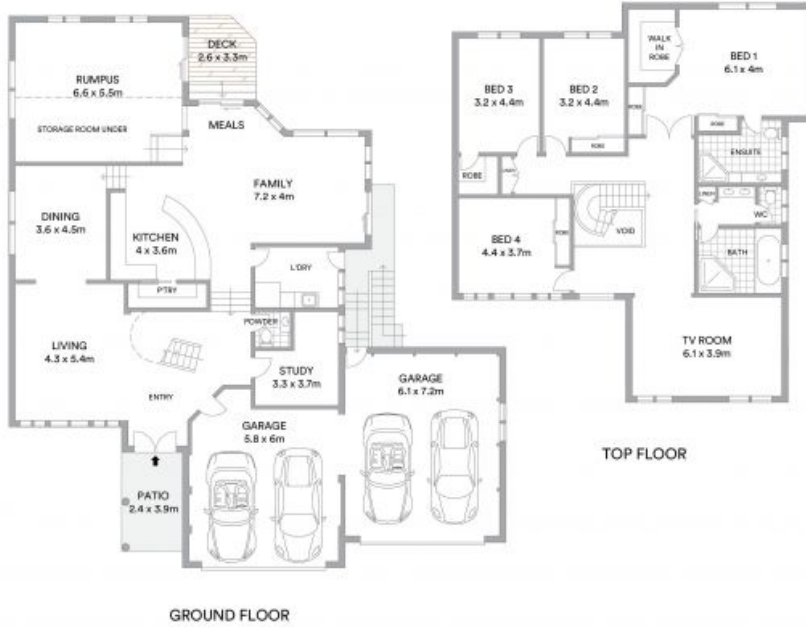 DECK
2.6 x 3.3m
RUMPUS
6.6 x 5.5m
STORAGE ROOM UNDER
MEALS
FAMILY
7.2 x 4m
DINING
3.6 x 4.5m
KITCHEN
4 x 3.6m
L'DRY
PTRY
LIVING
4.3 x 5.4m
POWDER
STUDY
3.3 x 3.7m
ENTRY
GARAGE
5.8 x 6m
GARAGE
6.1 x 7.2m
PATIO
2.4 x 3.9m
GROUND FLOOR
WALK
IN
ROBE
BED 1
6.1 x 4m
BED 3
3.2 x 4.4m
BED 2
3.2 x 4.4m
ROBE
ROBE
ROBE
ENSUITE
ROBE
LINEN
LINEN
WC
BED 4
4.4 x 3.7m
ROBE
VOID
BATH
TV ROOM
6.1 x 3.9m
TOP FLOOR